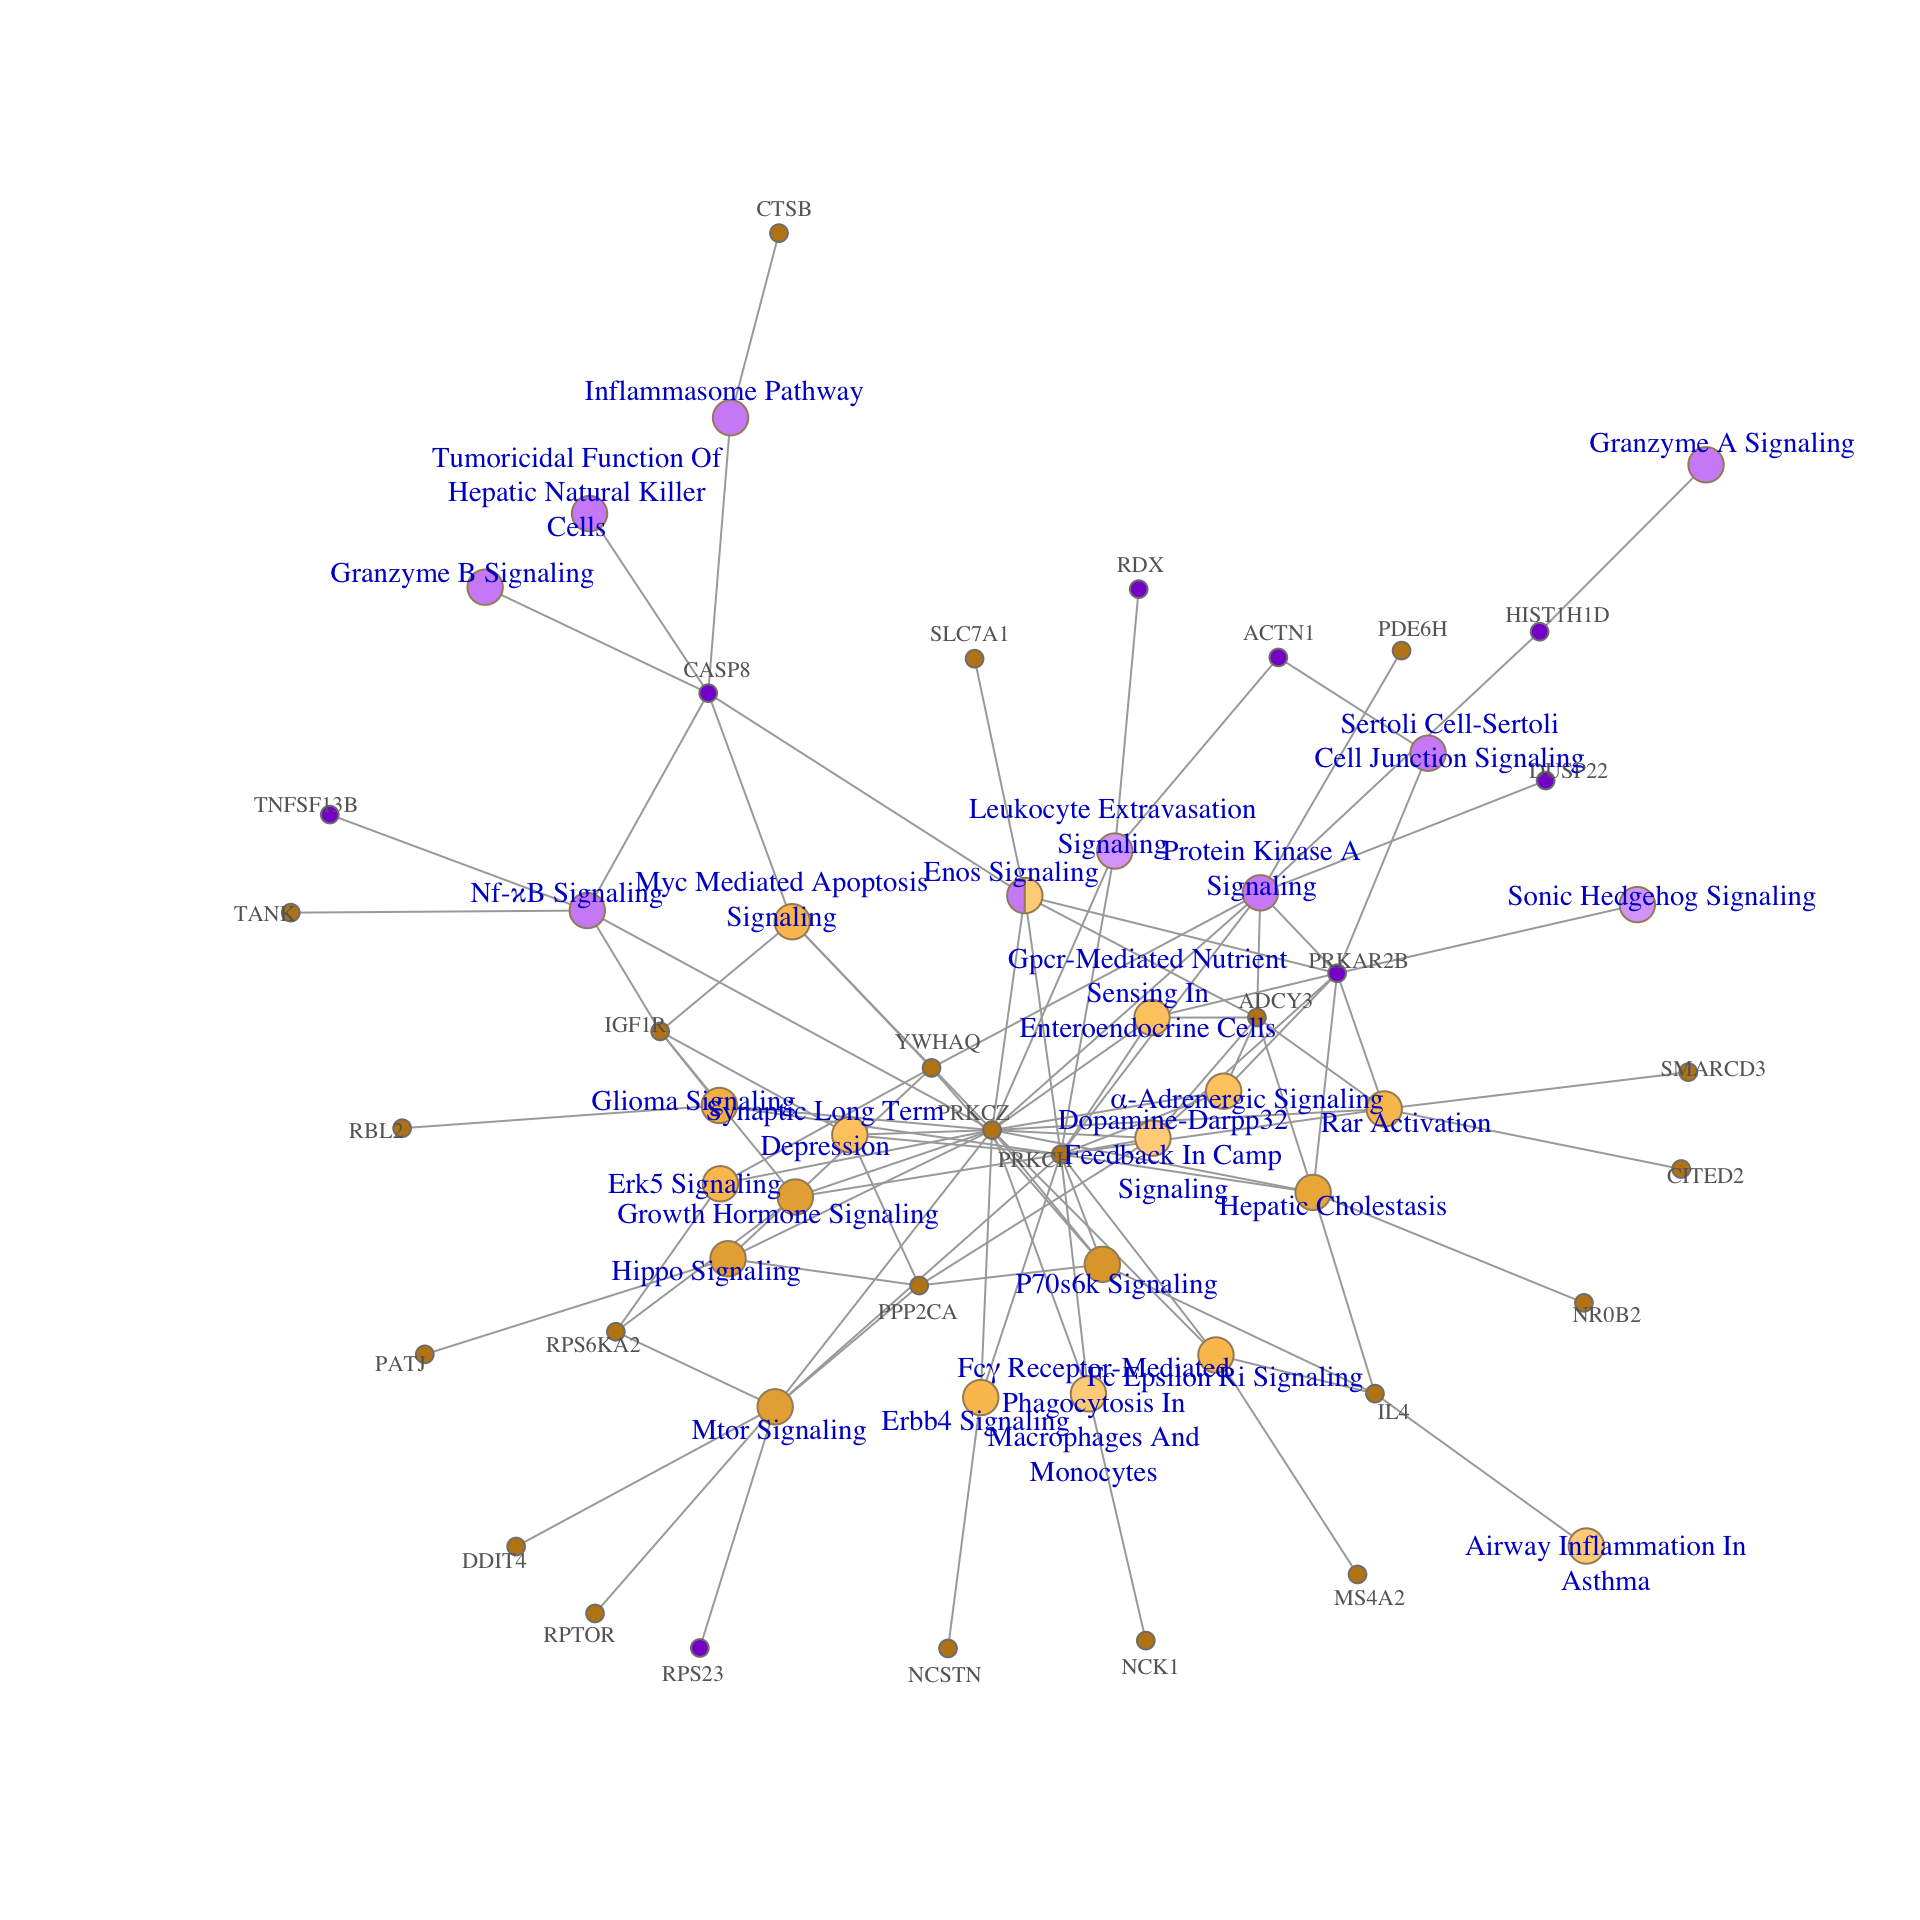 CTSB
Inflammasome Pathway
Granzyme A Signaling
Tumoricidal Function Of
Hepatic Natural Killer
Cells
Granzyme B Signaling
RDX
HIST1H1D
SLC7A1
ACTN1
PDE6H
CASP8
Sertoli Cell-Sertoli
Cell Junction Signaling
DUSP22
TNFSF13B
Leukocyte Extravasation
Signaling
Protein Kinase A
Signaling
Enos Signaling
Myc Mediated Apoptosis
Signaling
Nf-ϰB Signaling
Sonic Hedgehog Signaling
TANK
Gpcr-Mediated Nutrient
Sensing In
Enteroendocrine Cells
PRKAR2B
ADCY3
IGF1R
YWHAQ
SMARCD3
Glioma Signaling
Synaptic Long Term
Depression
PRKCZ
α-Adrenergic Signaling
Dopamine-Darpp32
Feedback In Camp
Signaling
Rar Activation
RBL2
PRKCH
CITED2
Erk5 Signaling
Growth Hormone Signaling
Hepatic Cholestasis
Hippo Signaling
P70s6k Signaling
PPP2CA
NR0B2
RPS6KA2
PATJ
Fcγ Receptor-Mediated
Phagocytosis In
Macrophages And
Monocytes
Fc Epsilon Ri Signaling
IL4
Erbb4 Signaling
Mtor Signaling
DDIT4
Airway Inflammation In
Asthma
MS4A2
RPTOR
RPS23
NCSTN
NCK1